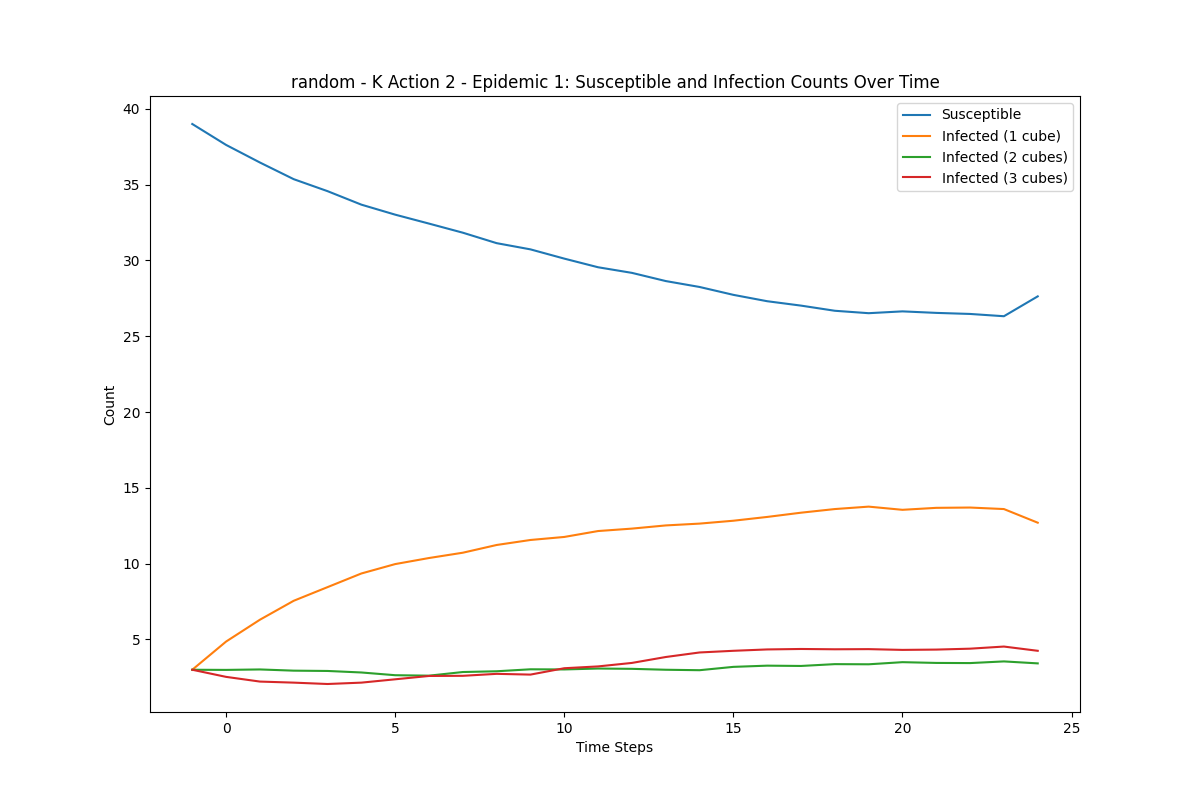 random - K Action 2 - Epidemic 1: Susceptible and Infection Counts Over Time
Susceptible
Infected (1 cube)
Infected (2 cubes)
Infected (3 cubes)
Count
40
35
30
25
20
15
10
5
0
5
10
15
20
25
Time Steps